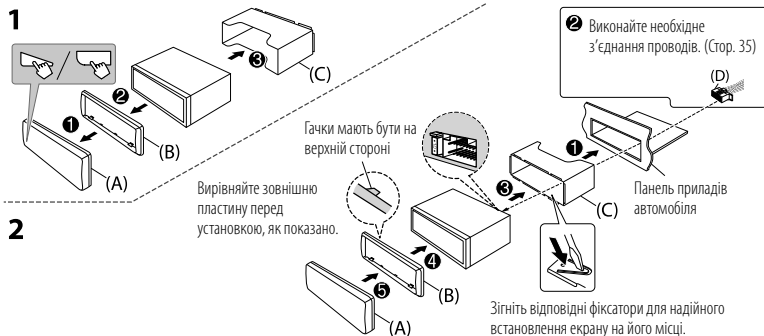 1
❸
(C)
❷
❶
(B)
(A)
❷ Виконайте необхідне
з’єднання проводів. (Стор. 35)
(D)
Гачки мають бути на
верхній стороні
❶
❸
(C)
Панель приладів
автомобіля
Вирівняйте зовнішню
пластину перед
установкою, як показано.
2
❹
(B)
❺
(A)
Зігніть відповідні фіксатори для надійного
встановлення екрану на його місці.